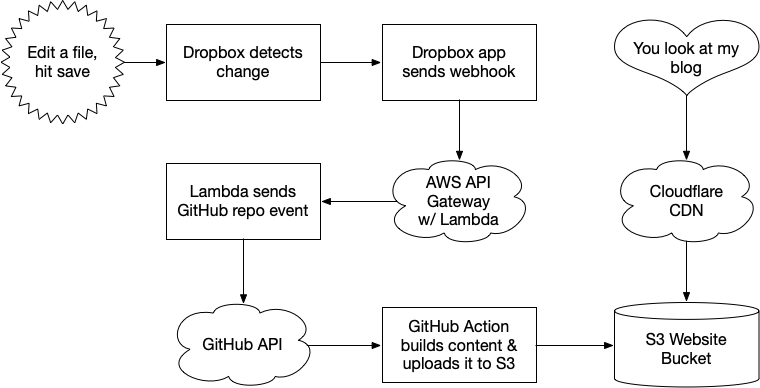 Edit a file,
hit save
Dropbox detects
change
Dropbox app
sends webhook
You look at my
blog
Lambda sends
GitHub repo event
AWS API
Gateway
w/ Lambda
Cloudflare
CDN
GitHub API
GitHub Action
builds content &
uploads it to S3
S3 Website
Bucket